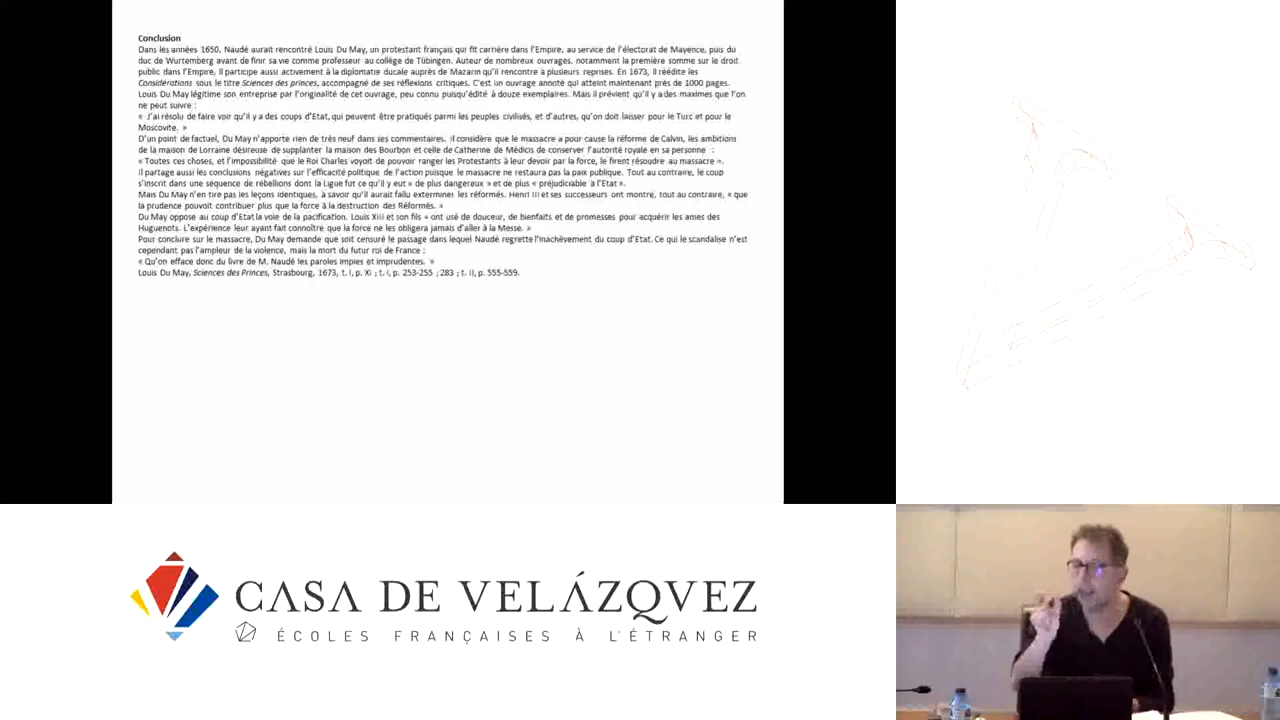 Conclusion
Dans les années 1650, Naudé aurait rencontré Louis Du May, un protestant français qui fit carrière dans l'Empire, au service de l'électorat de Mayence, puis du
duc de Wurtemberg avant de finir sa vie comme professeur au collège de Tübingen. Auteur de nombreux ouvrages, notamment la première somme sur le droit
public dans l'Empire, il participe aussi activement à la diplomatie ducale auprès de Mazarin qu'il rencontre à plusieurs reprises. En 1673, il réédite les
Considérations sous le titre Sciences des princes, accompagné de ses réflexions critiques. C'est un ouvrage annoté qui atteint maintenant près de 1000 pages.
Louis Du May légitime son entreprise par l'originalité de cet ouvrage, peu connu puisqu'édité à douze exemplaires. Mais il prévient qu'il y a des maximes que l'on
ne peut suivre :
« J'ai résolu de faire voir qu'il y a des coups d'Etat, qui peuvent être pratiqués parmi les peuples civilisés, et d'autres, qu'on doit laisser pour le Turc et pour le
Moscovite. »
D'un point de factuel, Du May n'apporte rien de très neuf dans ses commentaires. Il considère que le massacre a pour cause la réforme de Calvin, les ambitions
de la maison de Lorraine désireuse de supplanter la maison des Bourbon et celle de Catherine de Médicis de conserver l'autorité royale en sa personne :
« Toutes ces choses, et l'impossibilité que le Roi Charles voyait de pouvoir ranger les Protestants à leur devoir par la force, le firent résoudre au massacre ».
Il partage aussi les conclusions négatives sur l'efficacité politique de l'action puisque le massacre ne restaura pas la paix publique. Tout au contraire, le coup
s'inscrit dans une séquence de rébellions dont la Ligue fut ce qu'il y eut « de plus dangereux » et de plus « préjudiciable à l'Etat ».
Mais Du May n'en tire pas les leçons identiques, à savoir qu'il aurait fallu exterminer les réformés. Henri III et ses successeurs ont montré, tout au contraire, « que
la prudence pouvoit contribuer plus que la force à la destruction des Réformés. »
Du May oppose au coup d'Etat la voie de la pacification. Louis XIII et son fils « ont usé de douceur, de bienfaits et de promesses pour acquérir les ames des
Huguenots. L'expérience leur ayant fait connoître que la force ne les obligera jamais d'aller à la Messe. »
Pour conclure sur le massacre, Du May demande que soit censuré le passage dans lequel Naudé regrette l'inachèvement du coup d'Etat. Ce qui le scandalise n'est
cependant pas l'ampleur de la violence, mais la mort du futur roi de France :
« Qu'on efface donc du livre de M. Naudé les paroles impies et imprudentes. »
Louis Du May, Sciences des Princes, Strasbourg, 1673, t. I, p. XI ; t. I, p. 253-255 ; 283 ; t. II, p. 555-559.
CASA DE VELÁZQVEZ
ÉCOLES FRANÇAISES À L'ÉTRANGER